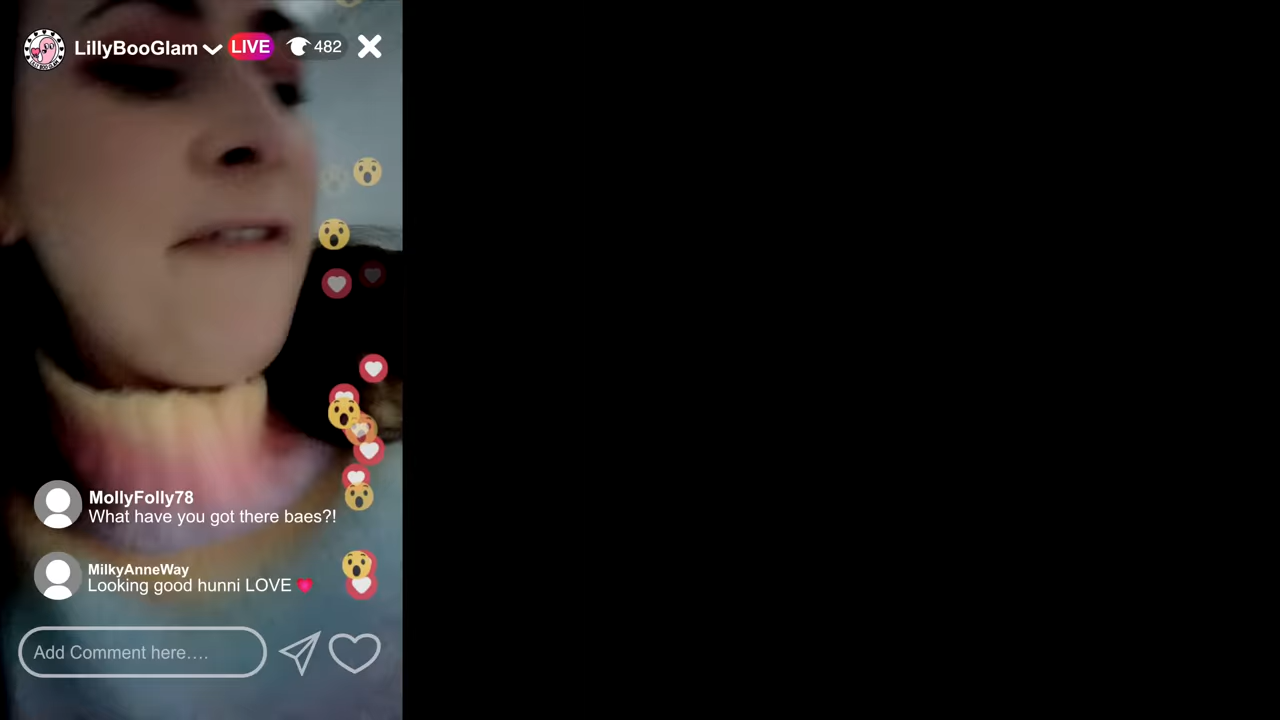 LillyBooGlam LIVE 482
MollyFolly78
What have you got there baes?!
MilkyAnneWay
Looking good hunni LOVE ❤
Add Comment here....